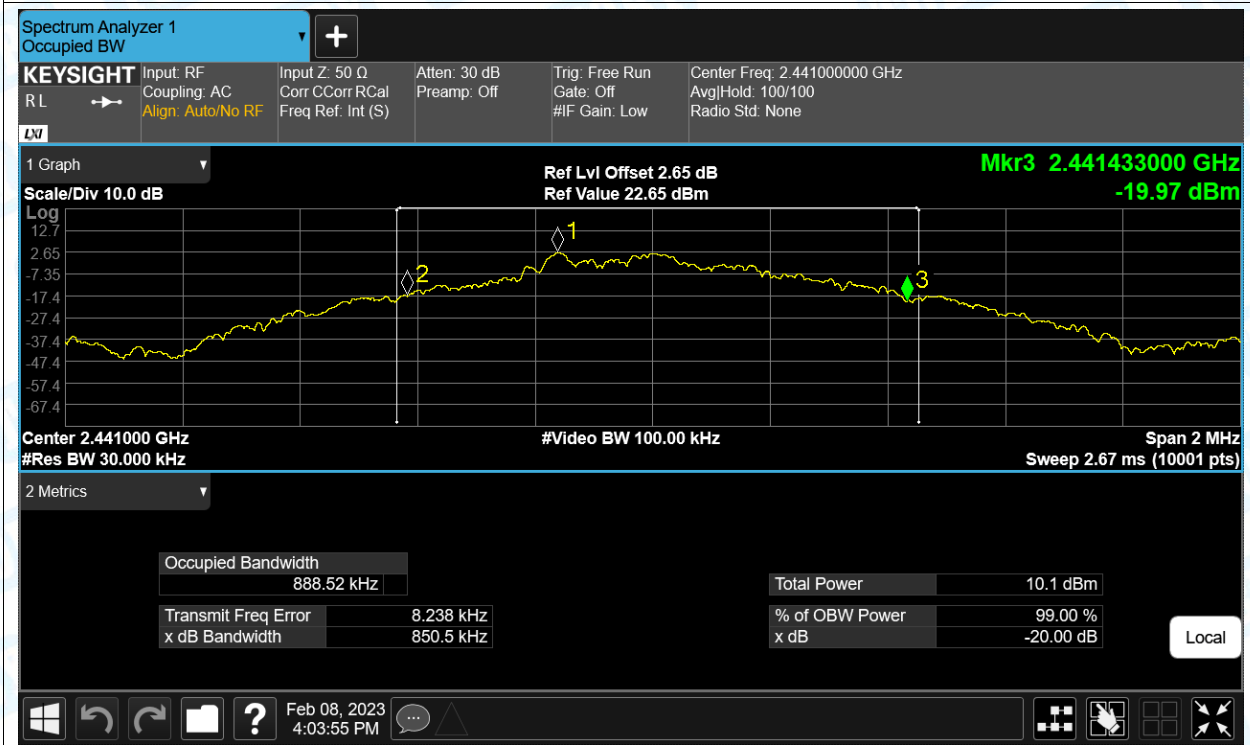 Spectrum Analyzer 1
Occupied BW
KEYSIGHT
R L
LXI
Input: RF
Coupling: AC
Align: Auto/No RF
Input Z: 50 Ω
Corr CCorr RCal
Freq Ref: Int (S)
Atten: 30 dB
Preamp: Off
Trig: Free Run
Gate: Off
#IF Gain: Low
Center Freq: 2.441000000 GHz
Avg|Hold: 100/100
Radio Std: None
1 Graph
Scale/Div 10.0 dB
Ref Lvl Offset 2.65 dB
Ref Value 22.65 dBm
Mkr3 2.441433000 GHz
-19.97 dBm
Log
12.7
2.65
-7.35
-17.4
-27.4
-37.4
-47.4
-57.4
-67.4
1
2
3
Center 2.441000 GHz
#Res BW 30.000 kHz
#Video BW 100.00 kHz
Span 2 MHz
Sweep 2.67 ms (10001 pts)
2 Metrics
Occupied Bandwidth
888.52 kHz
Transmit Freq Error 8.238 kHz
x dB Bandwidth 850.5 kHz
Total Power 10.1 dBm
% of OBW Power 99.00 %
x dB -20.00 dB
Local
?
Feb 08, 2023
4:03:55 PM